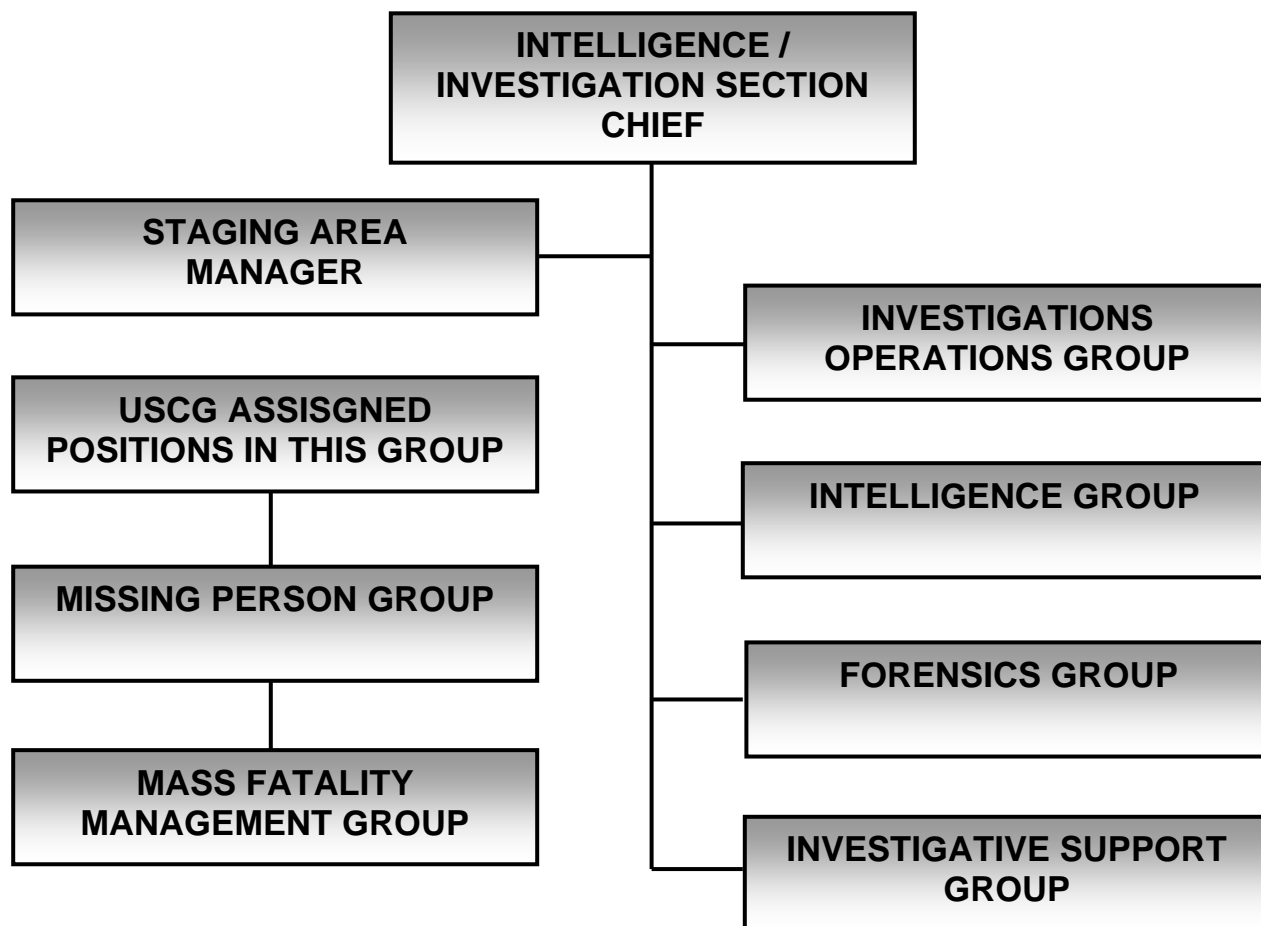 INTELLIGENCE /
INVESTIGATION SECTION
CHIEF
STAGING AREA
MANAGER
INVESTIGATIONS
OPERATIONS GROUP
USCG ASSISGNED
POSITIONS IN THIS GROUP
INTELLIGENCE GROUP
MISSING PERSON GROUP
FORENSICS GROUP
MASS FATALITY
MANAGEMENT GROUP
INVESTIGATIVE SUPPORT
GROUP